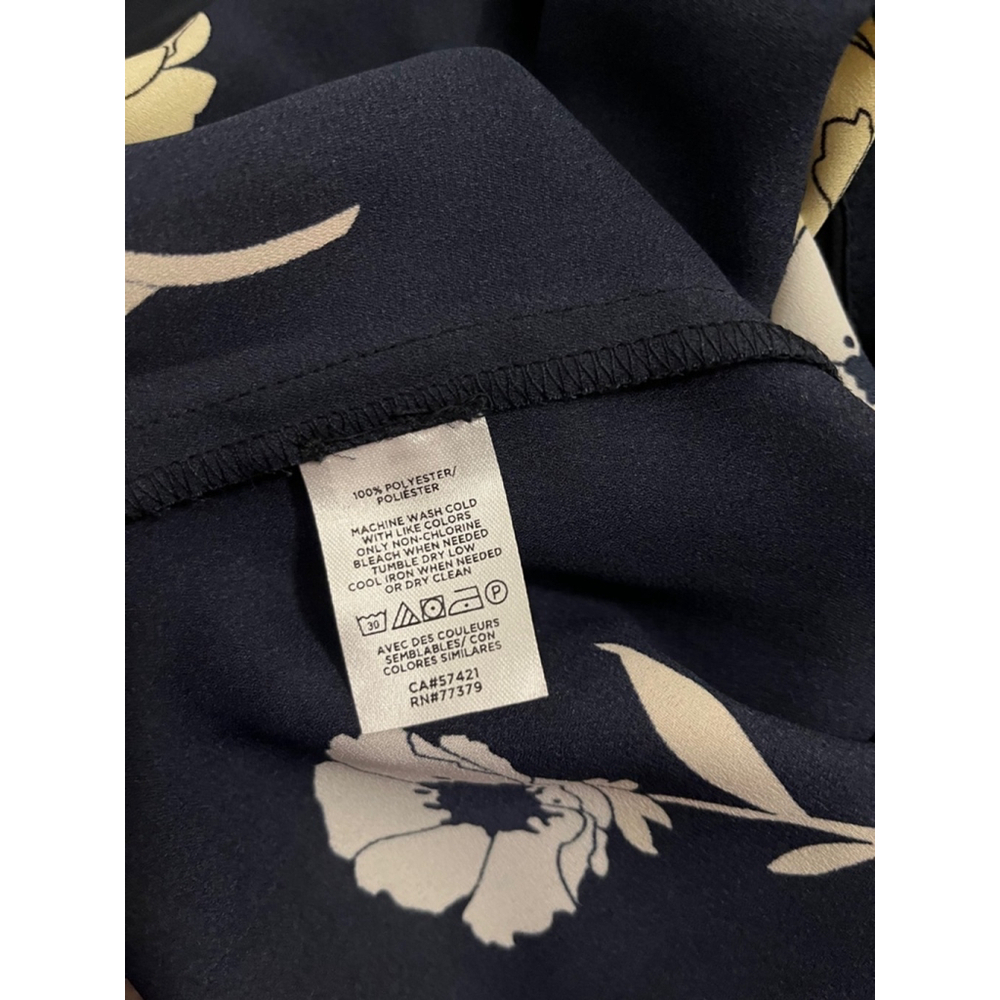 100% POLYESTER/
POLIÉSTER
MACHINE WASH COLD
WITH LIKE COLORS
ONLY NON-CHLORINE
BLEACH WHEN NEEDED
TUMBLE DRY LOW
COOL IRON WHEN NEEDED
OR DRY CLEAN
30 P
AVEC DES COULEURS
SEMBLABLES/ CON
COLORES SIMILARES
CA#57421
RN#77379